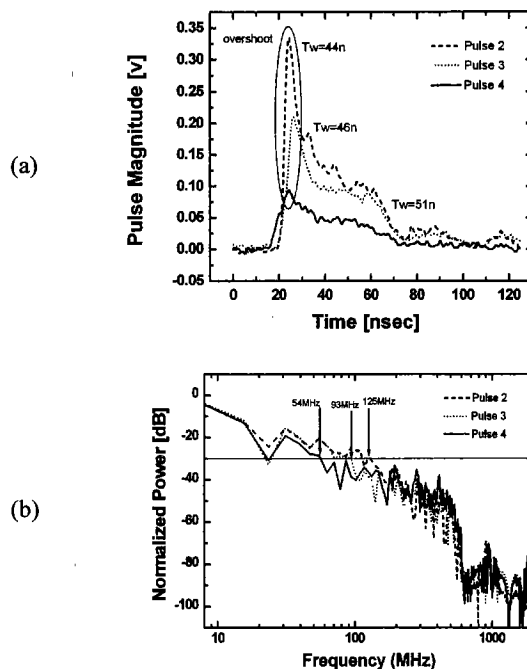 (a)
Pulse Magnitude [v]
0.35
0.30
0.25
0.20
0.15
0.10
0.05
0.00
-0.05
overshoot
Tw=44n
Tw=46n
Tw=51n
Pulse 2
Pulse 3
Pulse 4
0 20 40 60 80 100 120
Time [nsec]
(b)
Normalized Power [dB]
0
-20
-40
-60
-80
-100
54MHz 93MHz 125MHz
Pulse 2
Pulse 3
Pulse 4
10 100 1000
Frequency (MHz)